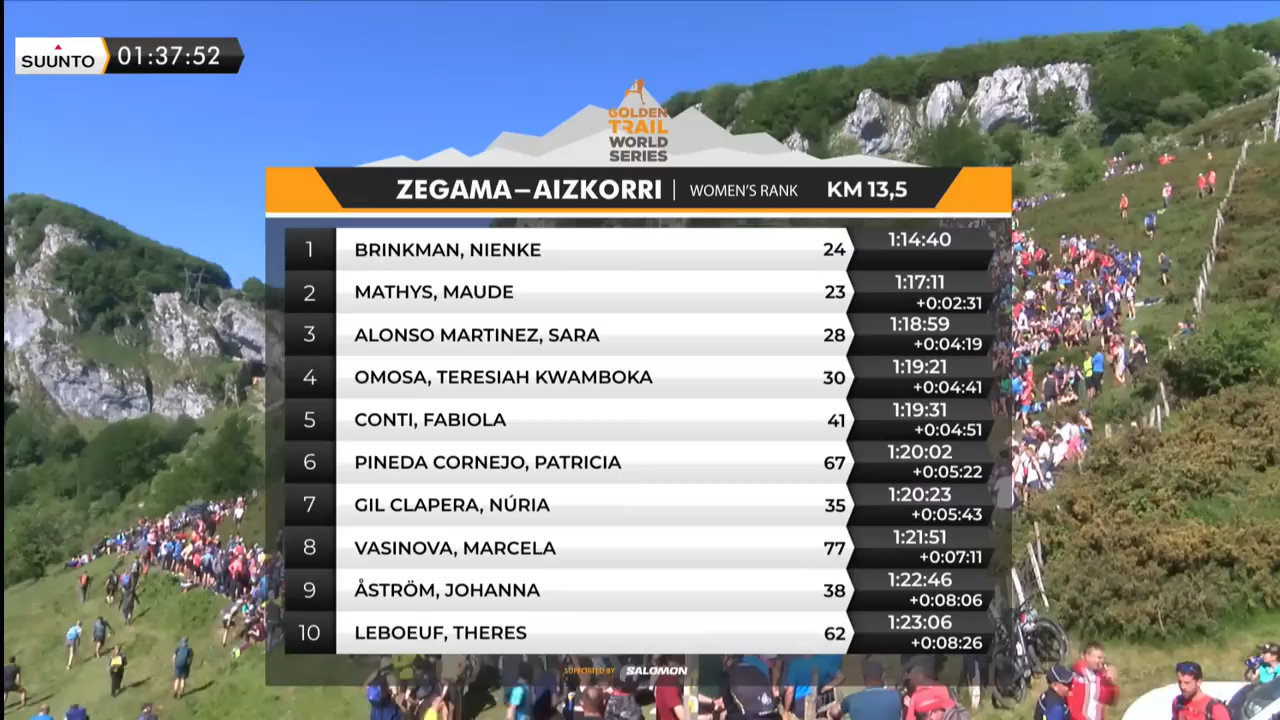 SUUNTO 01:37:52
GOLDEN
TRAIL
WORLD
SERIES
ZEGAMA–AIZKORRI | WOMEN'S RANK KM 13,5
1 BRINKMAN, NIENKE 24 1:14:40
2 MATHYS, MAUDE 23 1:17:11
+0:02:31
3 ALONSO MARTINEZ, SARA 28 1:18:59
+0:04:19
4 OMOSA, TERESIAH KWAMBOKA 30 1:19:21
+0:04:41
5 CONTI, FABIOLA 41 1:19:31
+0:04:51
6 PINEDA CORNEJO, PATRICIA 67 1:20:02
+0:05:22
7 GIL CLAPERA, NÚRIA 35 1:20:23
+0:05:43
8 VASINOVA, MARCELA 77 1:21:51
+0:07:11
9 ÅSTRÖM, JOHANNA 38 1:22:46
+0:08:06
10 LEBOEUF, THERES 62 1:23:06
+0:08:26
SUPPORTED BY SALOMON